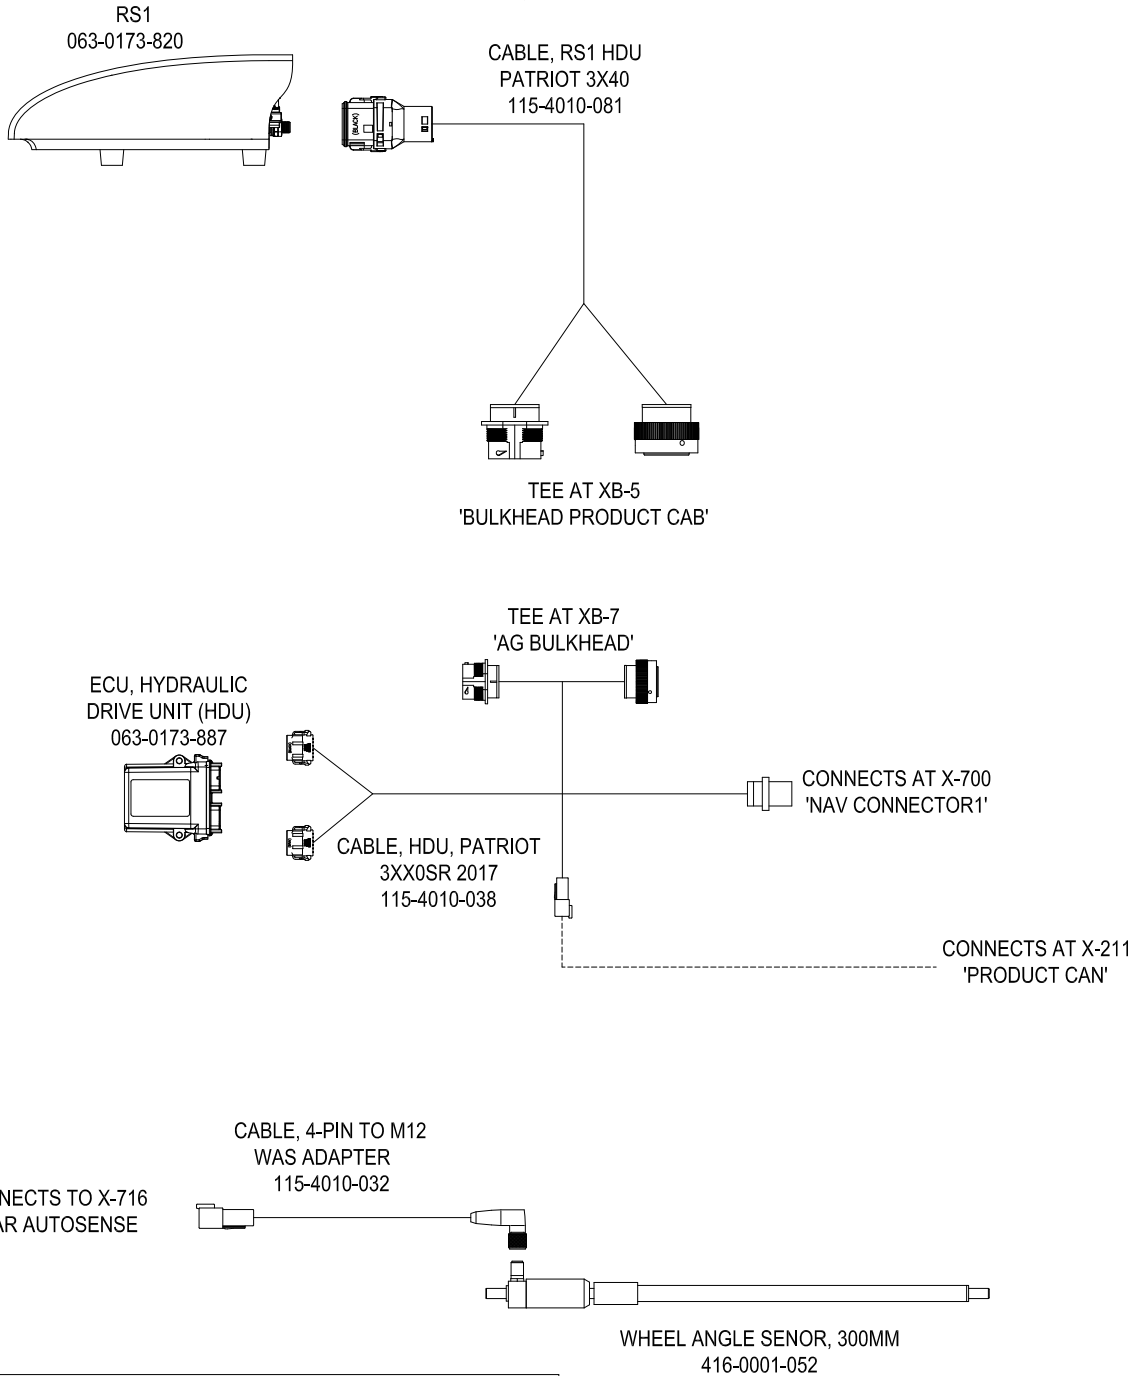 RS1
063-0173-820
CABLE, RS1 HDU
PATRIOT 3X40
115-4010-081
(BLACK)
TEE AT XB-5
'BULKHEAD PRODUCT CAB'
TEE AT XB-7
'AG BULKHEAD'
ECU, HYDRAULIC
DRIVE UNIT (HDU)
063-0173-887
CONNECTS AT X-700
'NAV CONNECTOR1'
CABLE, HDU, PATRIOT
3XX0SR 2017
115-4010-038
CONNECTS AT X-211
'PRODUCT CAN'
CABLE, 4-PIN TO M12
WAS ADAPTER
115-4010-032
NECTS TO X-716
AR AUTOSENSE
WHEEL ANGLE SENOR, 300MM
416-0001-052